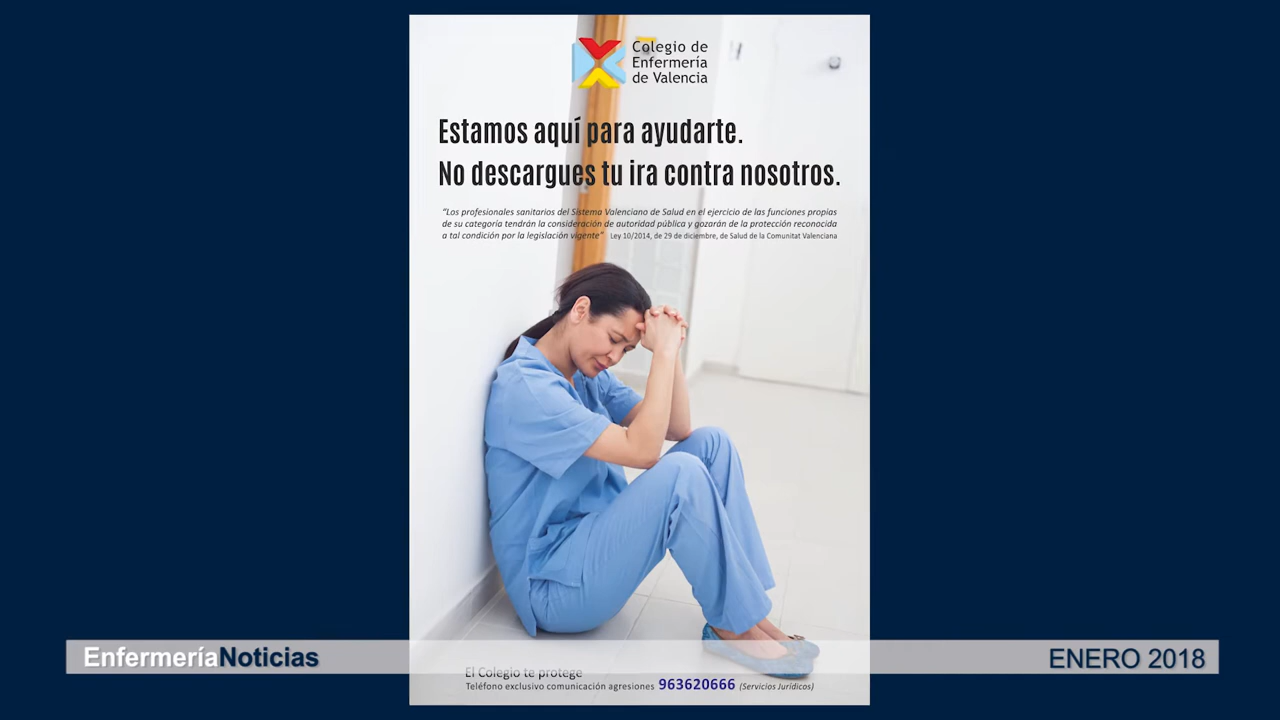 Colegio de
Enfermería
de Valencia
Estamos aquí para ayudarte.
No descargues tu ira contra nosotros.
"Los profesionales sanitarios del Sistema Valenciano de Salud en el ejercicio de las funciones propias
de su categoría tendrán la consideración de autoridad pública y gozarán de la protección reconocida
a tal condición por la legislación vigente" Ley 10/2014, de 29 de diciembre, de Salud de la Comunitat Valenciana
EnfermeríaNoticias
ENERO 2018
El Colegio te protege
Teléfono exclusivo comunicación agresiones 963620666 (Servicios Jurídicos)